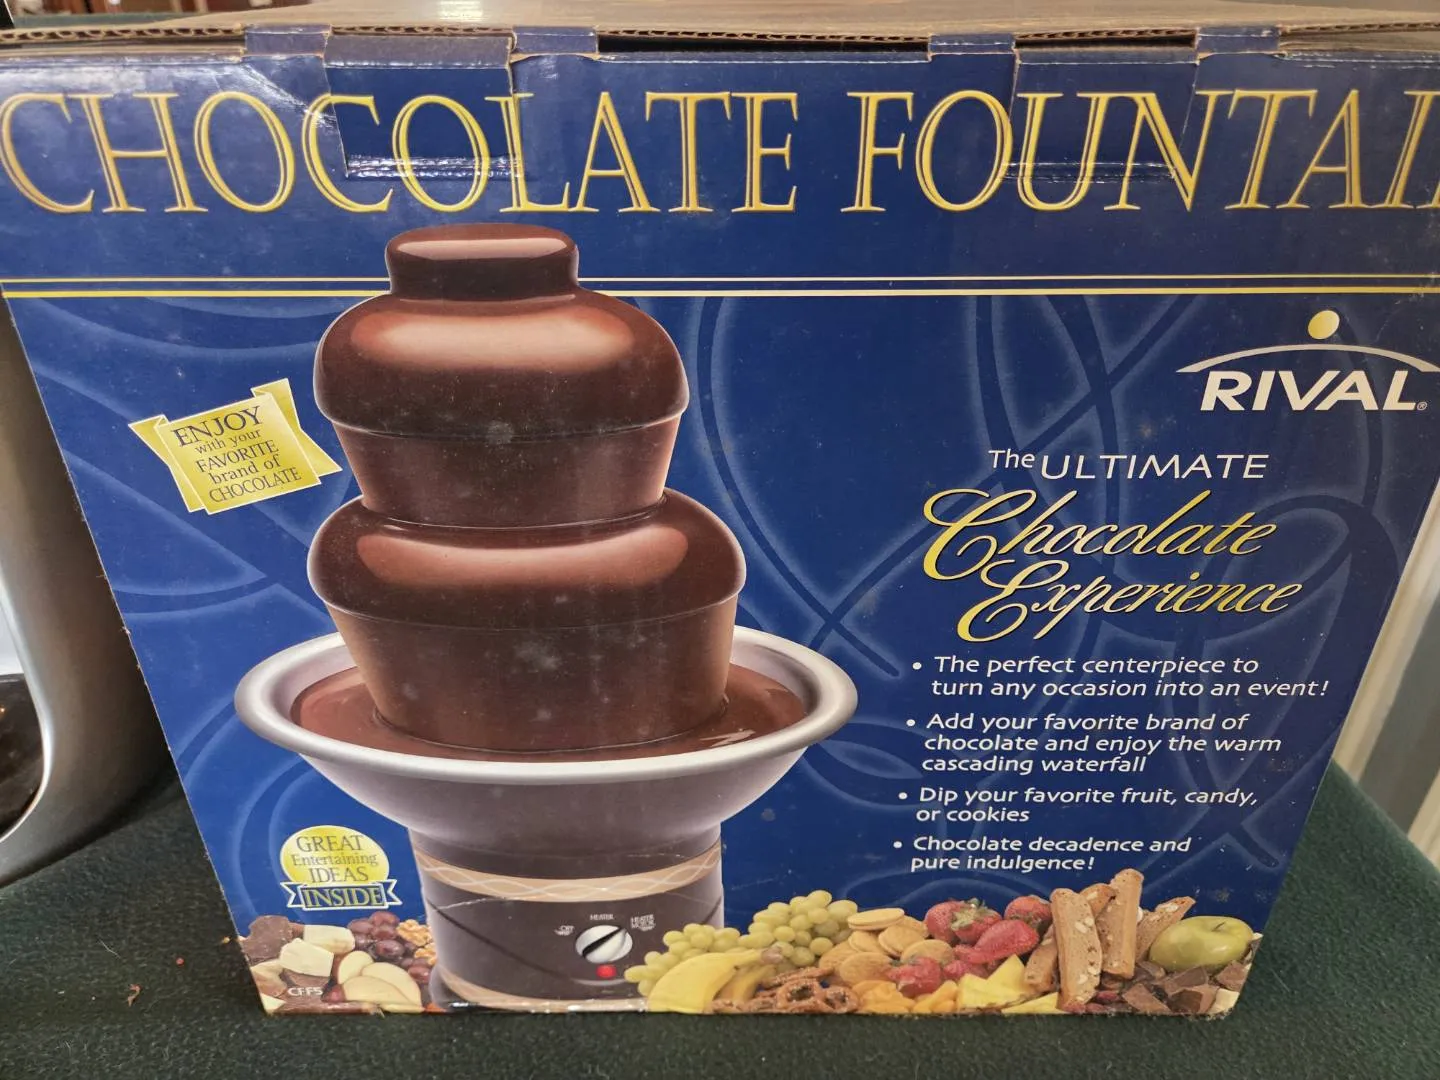 CHOCOLATE FOUNTAI
RIVAL®
ENJOY
with your
FAVORITE
brand of
CHOCOLATE
The ULTIMATE
Chocolate
Experience
• The perfect centerpiece to
turn any occasion into an event!
• Add your favorite brand of
chocolate and enjoy the warm
cascading waterfall
• Dip your favorite fruit, candy,
or cookies
• Chocolate decadence and
pure indulgence!
GREAT
Entertaining
IDEAS
INSIDE
OFF
HEATER
HEATER
CFF5